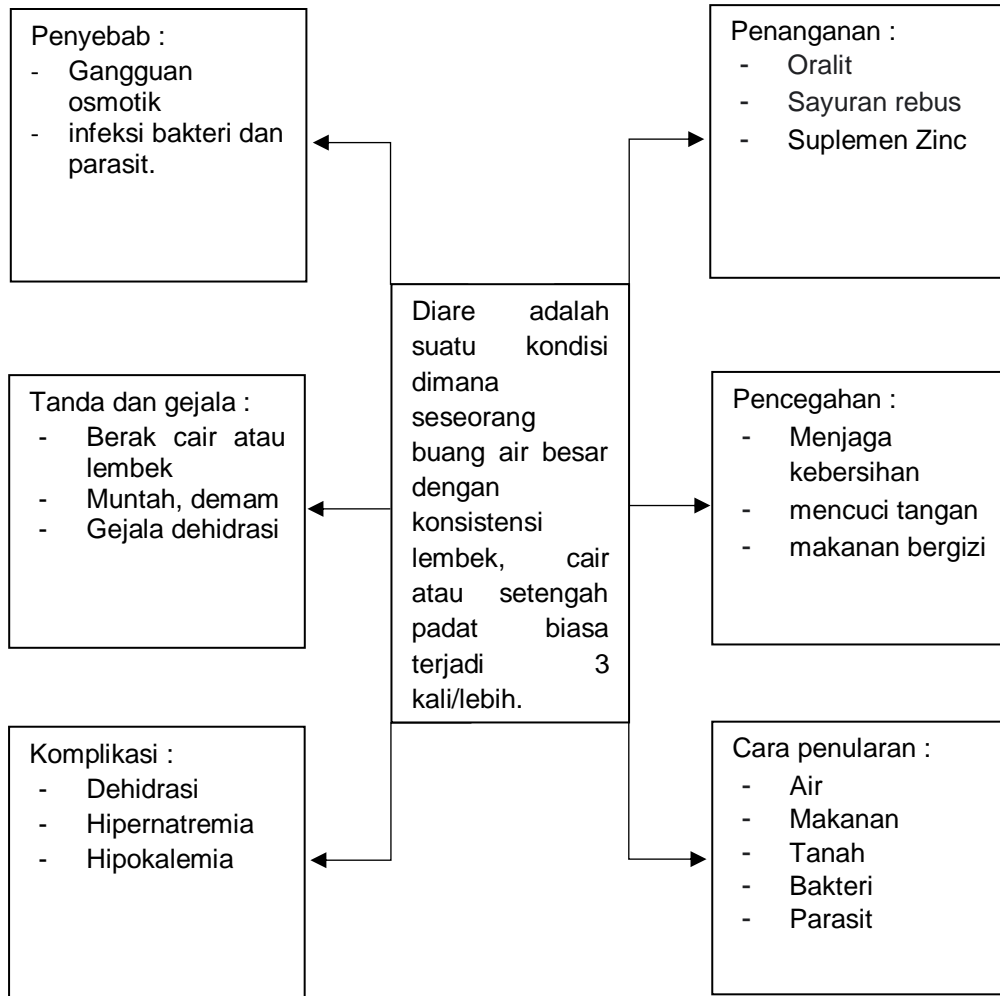 Penyebab :
- Gangguan
osmotik
- infeksi bakteri dan
parasit.
Penanganan :
- Oralit
- Sayuran rebus
- Suplemen Zinc
Diare adalah
suatu kondisi
dimana
seseorang
buang air besar
dengan
konsistensi
lembek, cair
atau setengah
padat biasa
terjadi 3
kali/lebih.
Tanda dan gejala :
- Berak cair atau
lembek
- Muntah, demam
- Gejala dehidrasi
Pencegahan :
- Menjaga
kebersihan
- mencuci tangan
- makanan bergizi
Komplikasi :
- Dehidrasi
- Hipernatremia
- Hipokalemia
Cara penularan :
- Air
- Makanan
- Tanah
- Bakteri
- Parasit